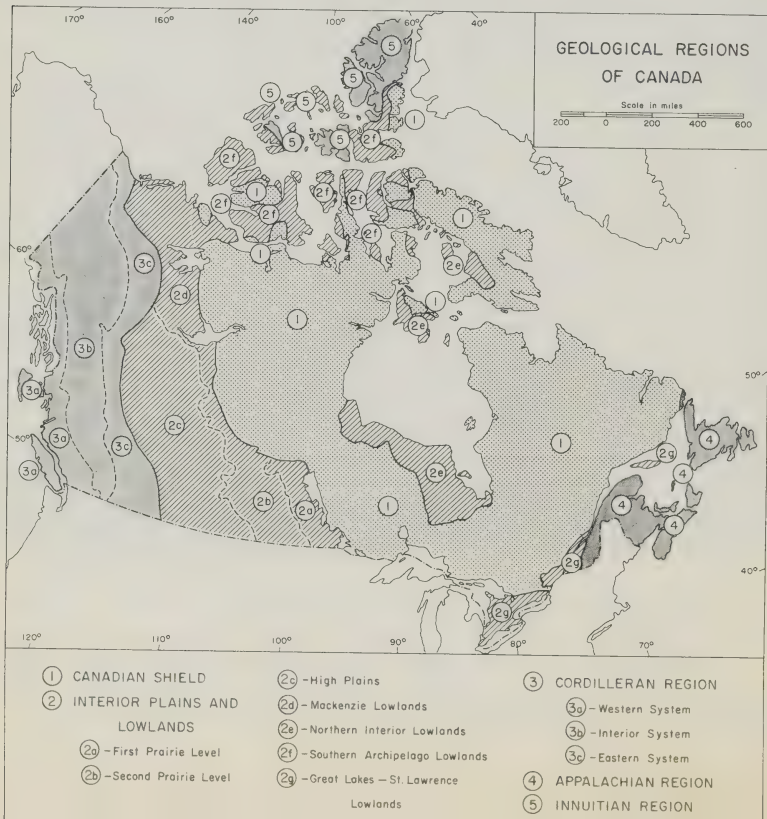 170° 160° 140° 120° 100° 80° 60° 40°
GEOLOGICAL REGIONS
OF CANADA
Scale in miles
200 0 200 400 600
5
5
5
5
1
5
5
2f
2f
1
2f
2f
2f
2f
1
2f
1
60°
3c
2e
2d
1
1
2e
3b
50°
3a
2c
50°
3a
3c
1
4
2g
3a
2e
4
2b
2a
1
4
4
2g
40°
2g
120° 110° 100° 90° 80° 70°
1 CANADIAN SHIELD
2 INTERIOR PLAINS AND
LOWLANDS
2a - First Prairie Level
2b - Second Prairie Level
2c - High Plains
2d - Mackenzie Lowlands
2e - Northern Interior Lowlands
2f - Southern Archipelago Lowlands
2g - Great Lakes — St. Lawrence
Lowlands
3 CORDILLERAN REGION
3a - Western System
3b - Interior System
3c - Eastern System
4 APPALACHIAN REGION
5 INNUITIAN REGION